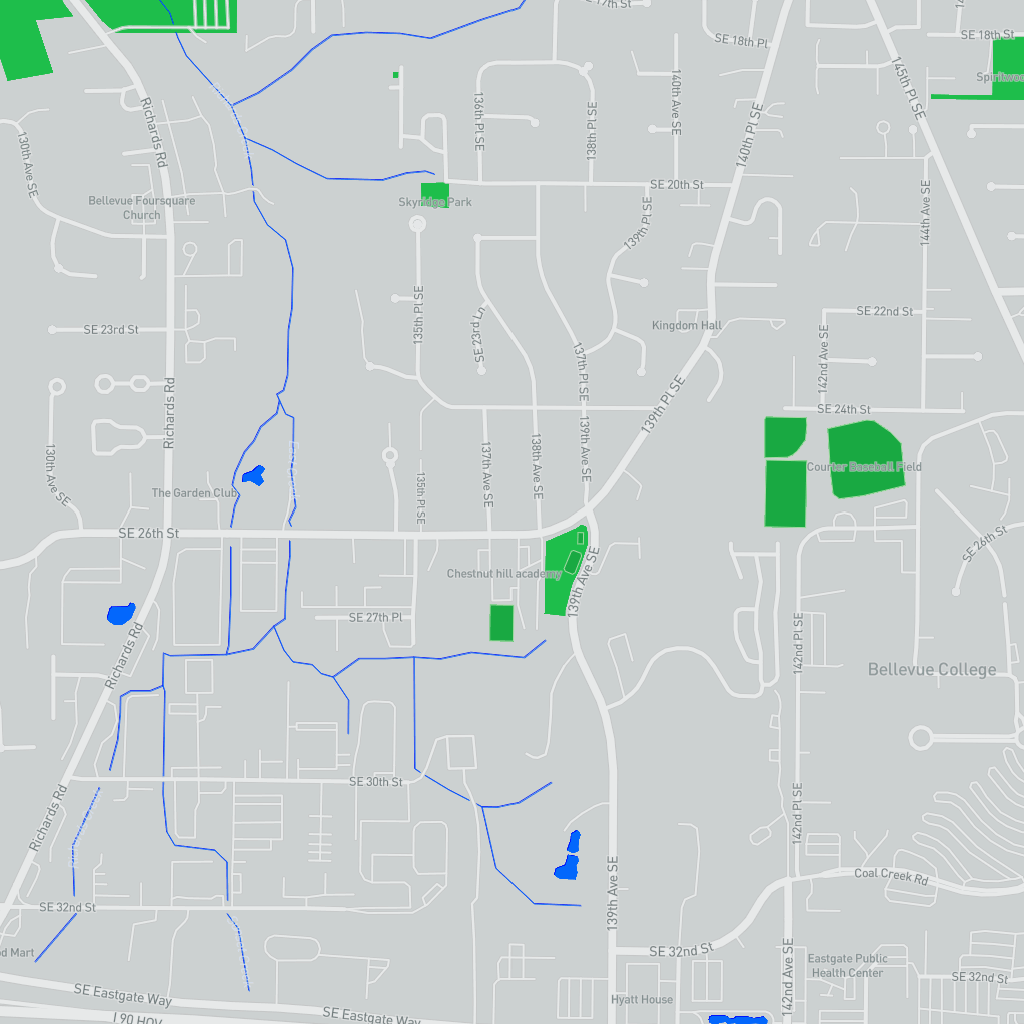 SE 17th St
SE 18th Pl
SE 18th St
140th Ave SE
145th Pl SE
Richards Rd
136th Pl SE
138th Pl SE
140th Pl SE
130th Ave SE
SE 20th St
Bellevue Foursquare
Church
Skyridge Park
144th Ave SE
139th Pl SE
135th Pl SE
SE 23rd St
SE 23rd Ln
Kingdom Hall
SE 22nd St
137th Pl SE
142nd Ave SE
Richards Rd
139th Pl SE
SE 24th St
130th Ave SE
135th Pl SE
137th Ave SE
138th Ave SE
139th Ave SE
Counter Baseball Field
The Garden Club
SE 26th St
SE 26th St
Chestnut hill academy
139th Ave SE
SE 27th Pl
Richards Rd
142nd Pl SE
Bellevue College
SE 30th St
Richards Rd
142nd Pl SE
139th Ave SE
Coal Creek Rd
SE 32nd St
SE 32nd St
142nd Ave SE
Eastgate Public
Health Center
SE 32nd St
SE Eastgate Way
Hyatt House
SE Eastgate Way
I 90 HOV